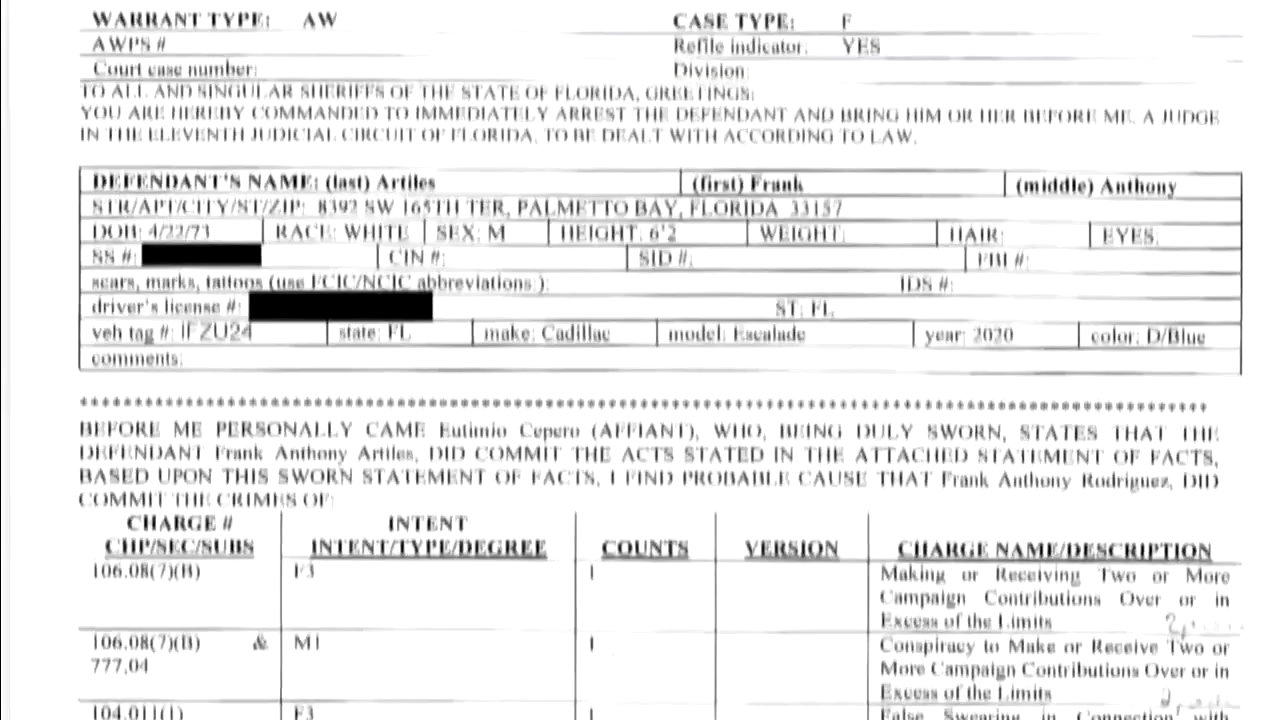 WARRANT TYPE: AW CASE TYPE: F
AWPS # Refile indicator: YES
Court case number: Division:
TO ALL AND SINGULAR SHERIFFS OF THE STATE OF FLORIDA, GREETINGS:
YOU ARE HEREBY COMMANDED TO IMMEDIATELY ARREST THE DEFENDANT AND BRING HIM OR HER BEFORE ME, A JUDGE
IN THE ELEVENTH JUDICIAL CIRCUIT OF FLORIDA, TO BE DEALT WITH ACCORDING TO LAW.
DEFENDANT'S NAME: (last) Artiles (first) Frank (middle) Anthony
STR/APT/CITY/ST/ZIP: 8392 SW 165TH TER, PALMETTO BAY, FLORIDA 33157
DOB: 4/22/73 RACE: WHITE SEX: M HEIGHT: 6'2 WEIGHT: HAIR: EYES:
SS #: CIN #: SID #: FBI #:
scars, marks, tattoos (use FCIC/NCIC abbreviations ): IDS #:
driver's license #: ST: FL
veh tag #: IFZU24 state: FL make: Cadillac model: Escalade year: 2020 color: D/Blue
comments:
BEFORE ME PERSONALLY CAME Eutimio Cepero (AFFIANT), WHO, BEING DULY SWORN, STATES THAT THE
DEFENDANT Frank Anthony Artiles, DID COMMIT THE ACTS STATED IN THE ATTACHED STATEMENT OF FACTS,
BASED UPON THIS SWORN STATEMENT OF FACTS, I FIND PROBABLE CAUSE THAT Frank Anthony Rodriguez, DID
COMMIT THE CRIMES OF:
CHARGE # INTENT
CHP/SEC/SUBS INTENT/TYPE/DEGREE COUNTS VERSION CHARGE NAME/DESCRIPTION
106.08(7)(B) F3 1 Making or Receiving Two or More
Campaign Contributions Over or in
Excess of the Limits
106.08(7)(B) & M1 1 Conspiracy to Make or Receive Two or
777.04 More Campaign Contributions Over or in
Excess of the Limits
104.011(1) F3 1 False Swearing in Connection with